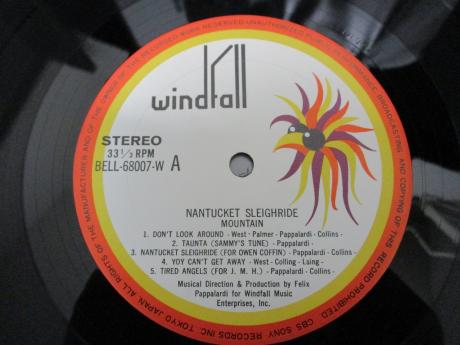 windfall
STEREO
33 1/3 RPM
BELL-68007-W A
NANTUCKET SLEIGHRIDE
MOUNTAIN
1. DON'T LOOK AROUND -West - Palmer - Pappalardi - Collins -
2. TAUNTA (SAMMY'S TUNE) - Pappalardi -
3. NANTUCKET SLEIGHRIDE (FOR OWEN COFFIN) - Pappalardi - Collins -
4. YOY CAN'T GET AWAY - West - Colling - Laing -
5. TIRED ANGELS (FOR J. M. H.) - Pappalardi - Collins -
Musical Direction & Production by Felix
Pappalardi for Windfall Music
Enterprises, Inc.
ALL RIGHTS OF THE MANUFACTURER AND OF THE OWNER OF THE RECORDED WORK RESERVED UNAUTHORIZED PUBLIC PERFORMANCE, BROADCASTING AND COPYING OF THIS RECORD PROHIBITED
CBS SONY RECORDS INC. TOKYO JAPAN